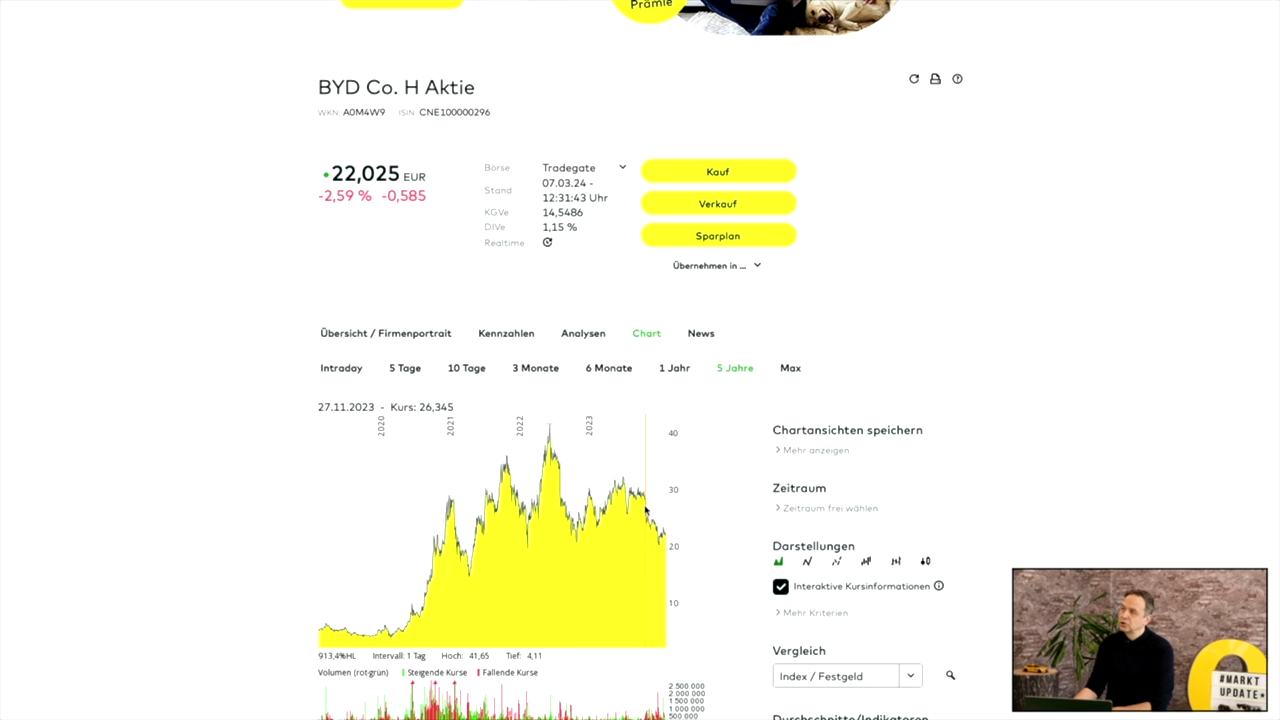 Prämie
BYD Co. H Aktie
WKN: A0M4W9 ISIN: CNE100000296
22,025 EUR
-2,59 % -0,585
Börse Tradegate
Stand 07.03.24 -
12:31:43 Uhr
KGVe 14,5486
DIVe 1,15 %
Realtime
Kauf
Verkauf
Sparplan
Übernehmen in ...
Übersicht / Firmenportrait Kennzahlen Analysen Chart News
Intraday 5 Tage 10 Tage 3 Monate 6 Monate 1 Jahr 5 Jahre Max
27.11.2023 - Kurs: 26,345
2020 2021 2022 2023
40
30
20
10
913,4%HL Intervall: 1 Tag Hoch: 41,65 Tief: 4,11
Volumen (rot-grün) Steigende Kurse Fallende Kurse
2 500 000
2 000 000
1 500 000
1 000 000
500 000
Chartansichten speichern
Mehr anzeigen
Zeitraum
Zeitraum frei wählen
Darstellungen
Interaktive Kursinformationen
Mehr Kriterien
Vergleich
Index / Festgeld
Durchschnitte/Indikatoren
#MARKT
UPDATE